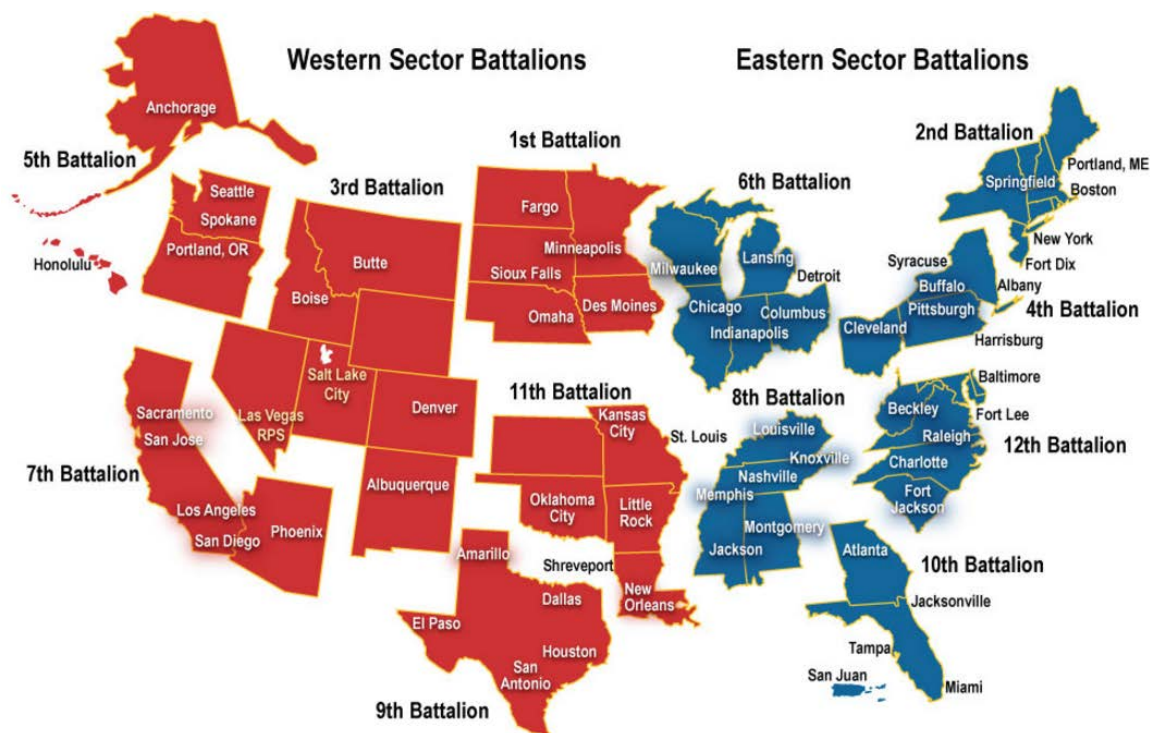 Western Sector Battalions
Eastern Sector Battalions
Anchorage
5th Battalion
Seattle
Spokane
Portland, OR
Honolulu
3rd Battalion
Butte
Boise
Salt Lake
City
Las Vegas
RPS
Denver
Albuquerque
1st Battalion
Fargo
Minneapolis
Sioux Falls
Des Moines
Omaha
6th Battalion
Milwaukee
Lansing
Detroit
Chicago
Columbus
Indianapolis
2nd Battalion
Portland, ME
Springfield
Boston
New York
Fort Dix
Syracuse
Albany
Buffalo
Pittsburgh
4th Battalion
Cleveland
Harrisburg
7th Battalion
Sacramento
San Jose
Los Angeles
San Diego
Phoenix
11th Battalion
Kansas
City
St. Louis
Oklahoma
City
Little
Rock
Shreveport
New
Orleans
8th Battalion
Louisville
Knoxville
Nashville
Memphis
Montgomery
Jackson
Baltimore
Beckley
Fort Lee
Raleigh
12th Battalion
Charlotte
Fort
Jackson
Amarillo
Dallas
El Paso
Houston
San
Antonio
9th Battalion
Atlanta
10th Battalion
Jacksonville
Tampa
San Juan
Miami